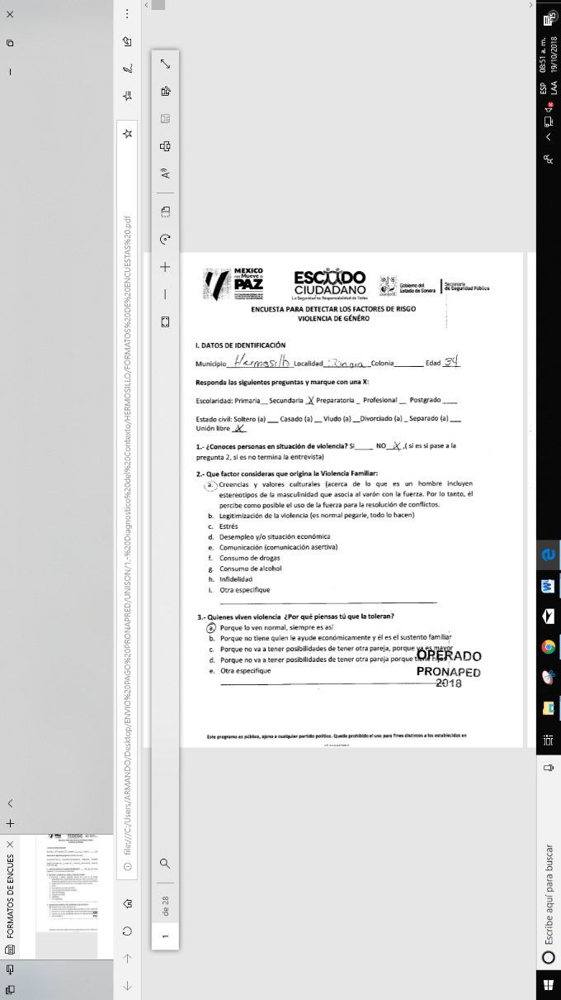 FORMATOS DE ENCUES
file:///C:/Users/ARMANDO/Desktop/ENVIO%20PAGO%20PRONAPRED/UNISON/1.-%20Diagnostico%20del%20Contexto/HERMOSILLO/FORMATOS%20DE%20ENCUESTAS%20.pdf
1 de 28
MEXICO
NOS Mueve la
PAZ
ESCUDO
CIUDADANO
La Seguridad es Responsabilidad de Todos
Gobierno del
Estado de Sonora
Secretaría
de Seguridad Pública
ENCUESTA PARA DETECTAR LOS FACTORES DE RISGO
VIOLENCIA DE GÉNÉRO
I. DATOS DE IDENTIFICACIÓN
Municipio Hermosillo Localidad Sonora Colonia______ Edad 34
Responda las siguientes preguntas y marque con una X:
Escolaridad: Primaria__ Secundaria X Preparatoria _ Profesional __ Postgrado ____
Estado civil: Soltero (a) ___ Casado (a) __ Viudo (a) __Divorciado (a) _ Separado (a) ___
Unión libre X
1.- ¿Conoces personas en situación de violencia? Si____ NO X ,( si es si pase a la
pregunta 2, si es no termina la entrevista)
2.- Que factor consideras que origina la Violencia Familiar:
a. Creencias y valores culturales (acerca de lo que es un hombre incluyen
estereotipos de la masculinidad que asocia al varón con la fuerza. Por lo tanto, él
percibe como posible el uso de la fuerza para la resolución de conflictos.
b. Legitimización de la violencia (es normal pegarle, todo lo hacen)
c. Estrés
d. Desempleo y/o situación económica
e. Comunicación (comunicación asertiva)
f. Consumo de drogas
g. Consumo de alcohol
h. Infidelidad
i. Otra especifique
3.- Quienes viven violencia ¿Por qué piensas tú que la toleran?
a. Porque lo ven normal, siempre es así
b. Porque no tiene quien le ayude económicamente y él es el sustento familiar
c. Porque no va a tener posibilidades de tener otra pareja, porque ya es mayor
d. Porque no va a tener posibilidades de tener otra pareja porque tiene hijos
e. Otra especifique
OPERADO
PRONAPED
2018
Este programa es público, ajeno a cualquier partido político. Queda prohibido el uso para fines distintos a los establecidos en
Escribe aquí para buscar
ESP
LAA
08:51 a. m.
19/10/2018
15